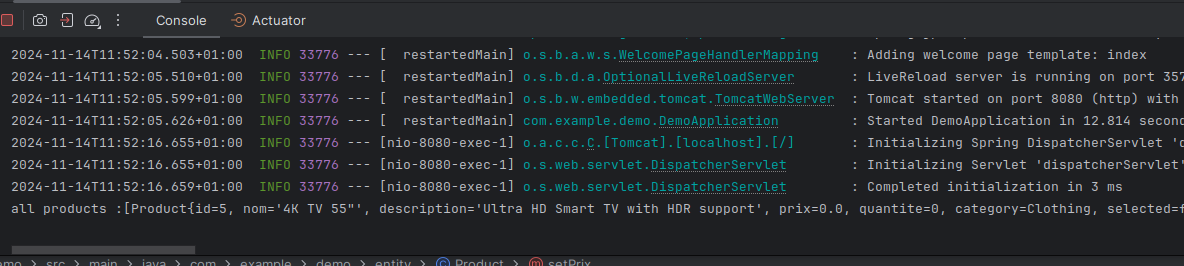 Console Actuator
2024-11-14T11:52:04.503+01:00 INFO 33776 --- [ restartedMain] o.s.b.a.w.s.WelcomePageHandlerMapping : Adding welcome page template: index
2024-11-14T11:52:05.510+01:00 INFO 33776 --- [ restartedMain] o.s.b.d.a.OptionalLiveReloadServer : LiveReload server is running on port 357
2024-11-14T11:52:05.599+01:00 INFO 33776 --- [ restartedMain] o.s.b.w.embedded.tomcat.TomcatWebServer : Tomcat started on port 8080 (http) with
2024-11-14T11:52:05.626+01:00 INFO 33776 --- [ restartedMain] com.example.demo.DemoApplication : Started DemoApplication in 12.814 secon
2024-11-14T11:52:16.655+01:00 INFO 33776 --- [nio-8080-exec-1] o.a.c.c.C.[Tomcat].[localhost].[/] : Initializing Spring DispatcherServlet 'd
2024-11-14T11:52:16.656+01:00 INFO 33776 --- [nio-8080-exec-1] o.s.web.servlet.DispatcherServlet : Initializing Servlet 'dispatcherServlet'
2024-11-14T11:52:16.659+01:00 INFO 33776 --- [nio-8080-exec-1] o.s.web.servlet.DispatcherServlet : Completed initialization in 3 ms
all products :[Product{id=5, nom='4K TV 55"', description='Ultra HD Smart TV with HDR support', prix=0.0, quantite=0, category=Clothing, selected=f
emo > src > main > java > com > example > demo > entity > Product > setPrix